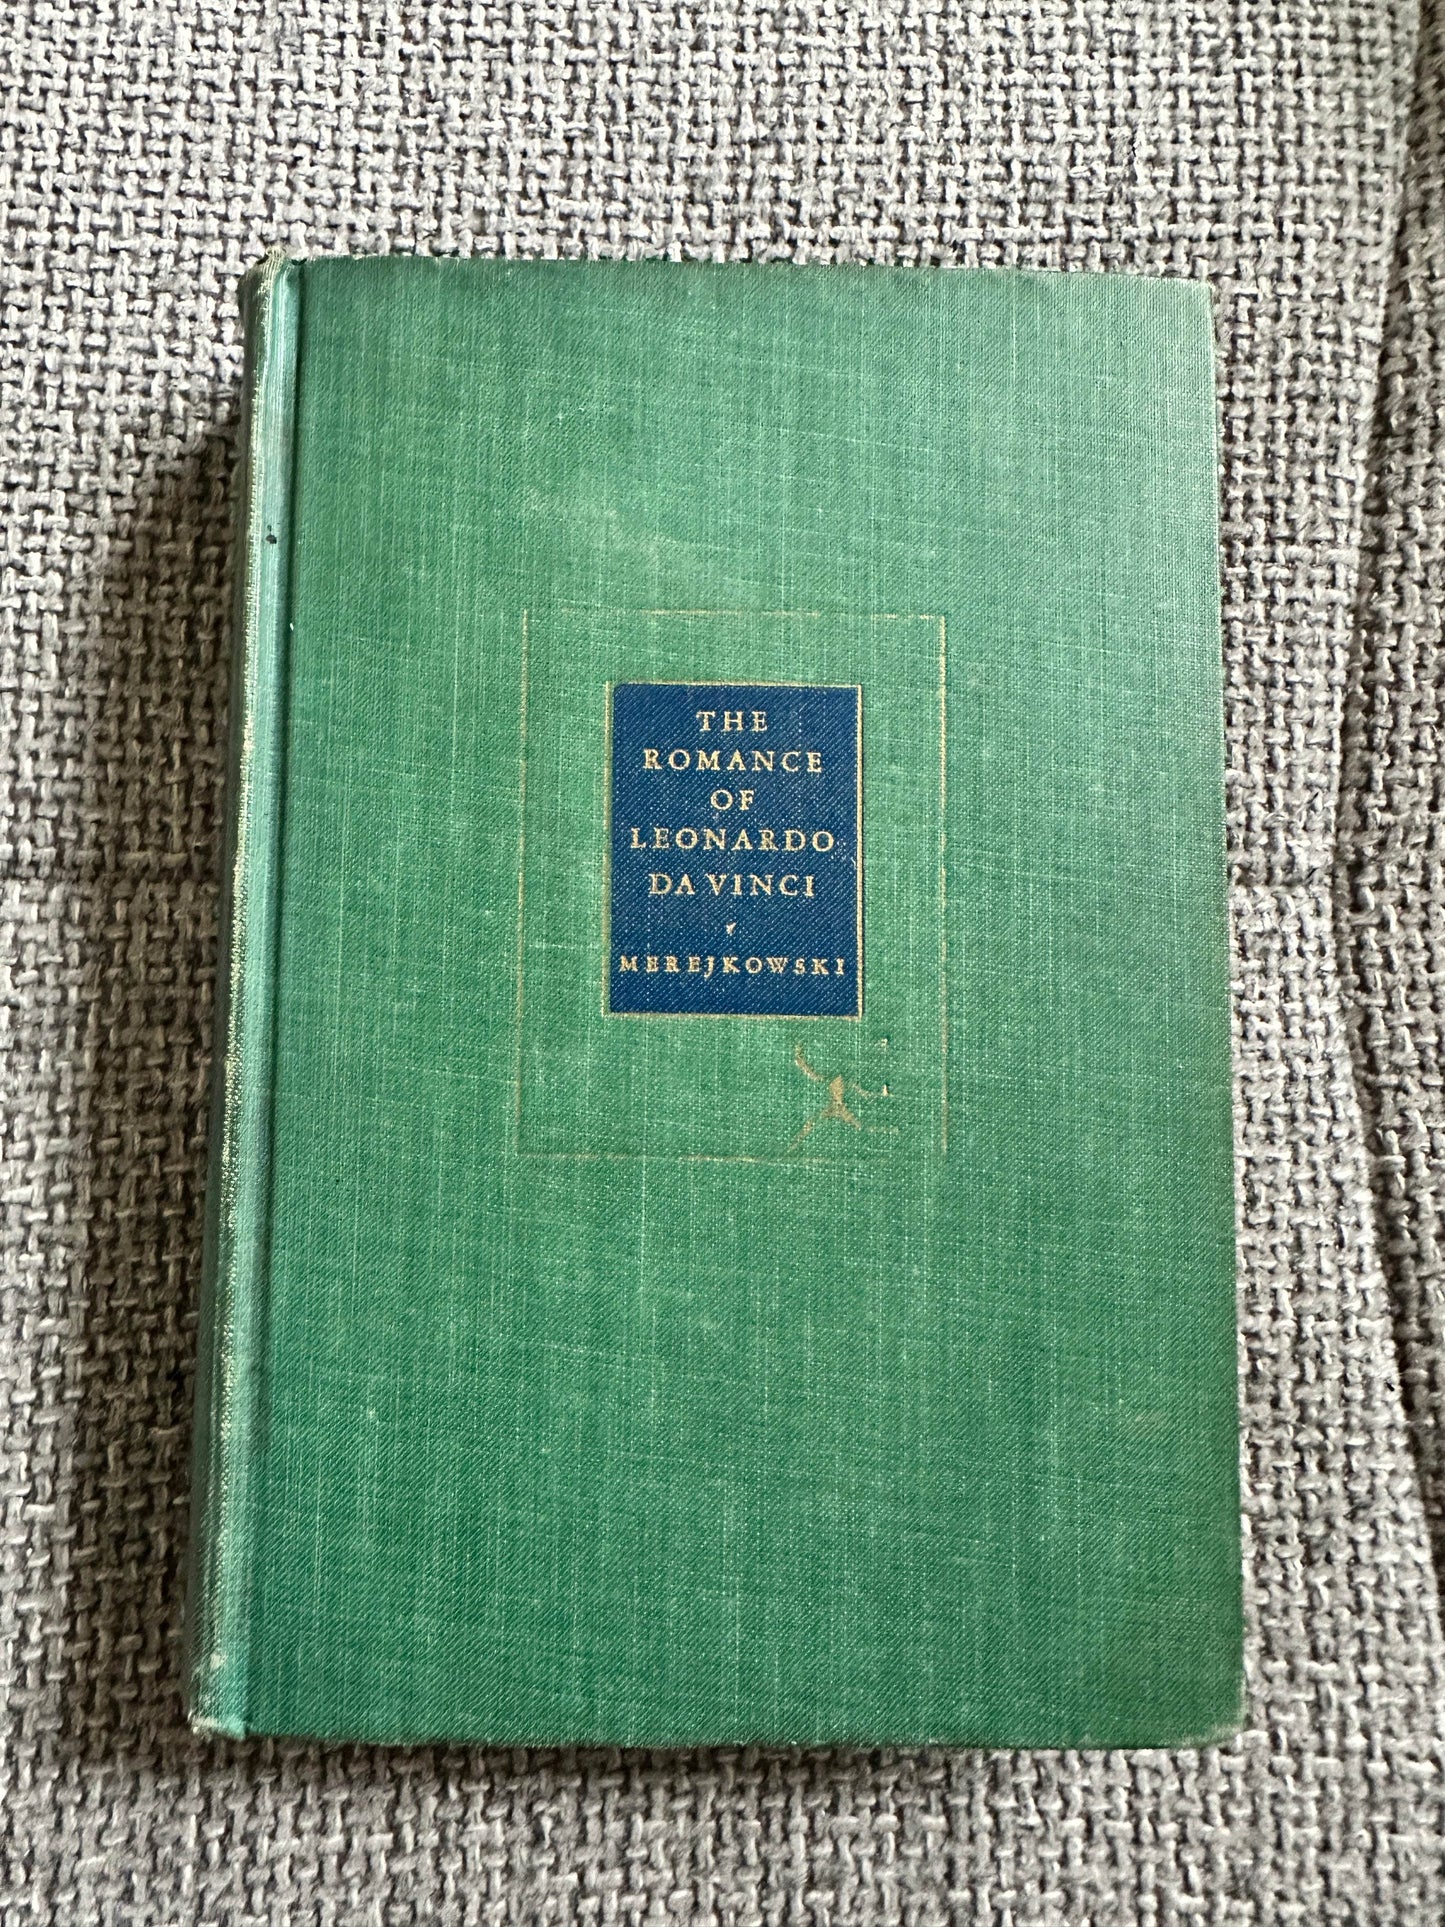 THE
ROMANCE
OF
LEONARDO
DA VINCI
MEREJKOWSKI